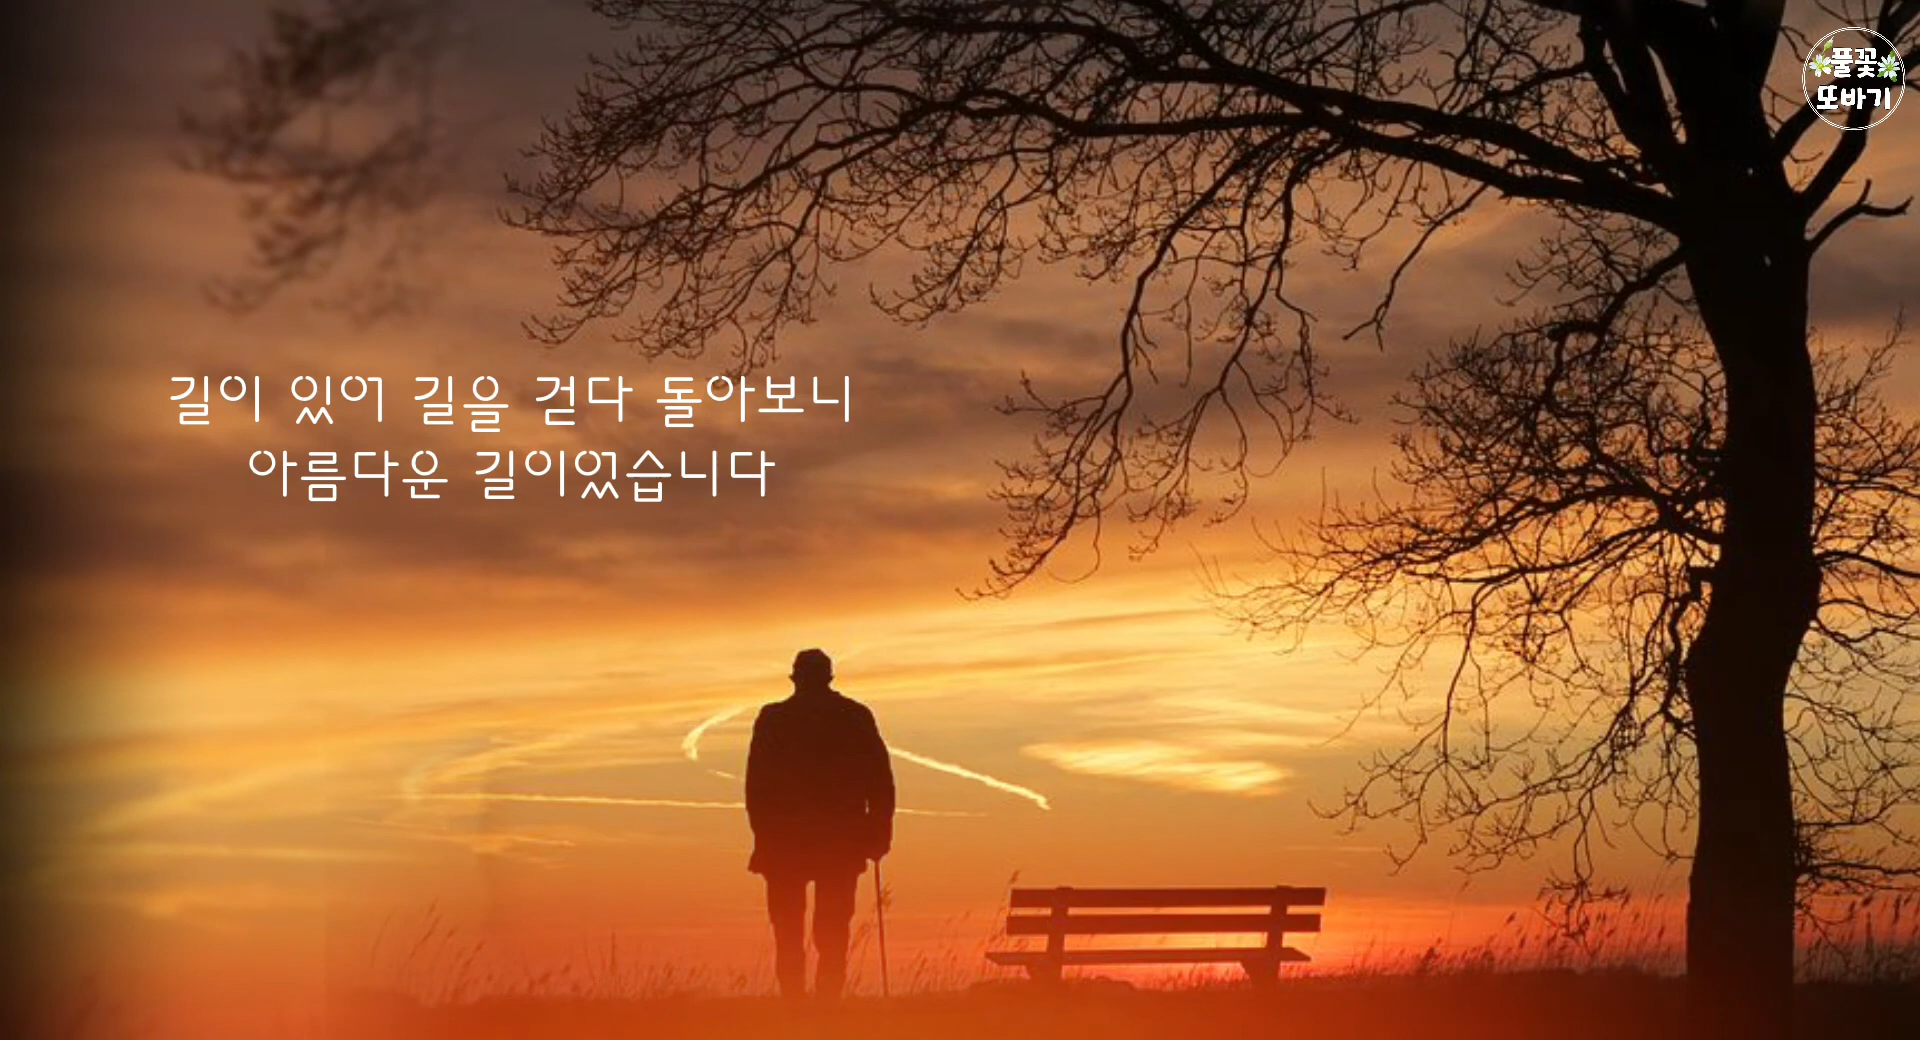 풀꽃
또바기
길이 있어 길을 걷다 돌아보니
아름다운 길이었습니다